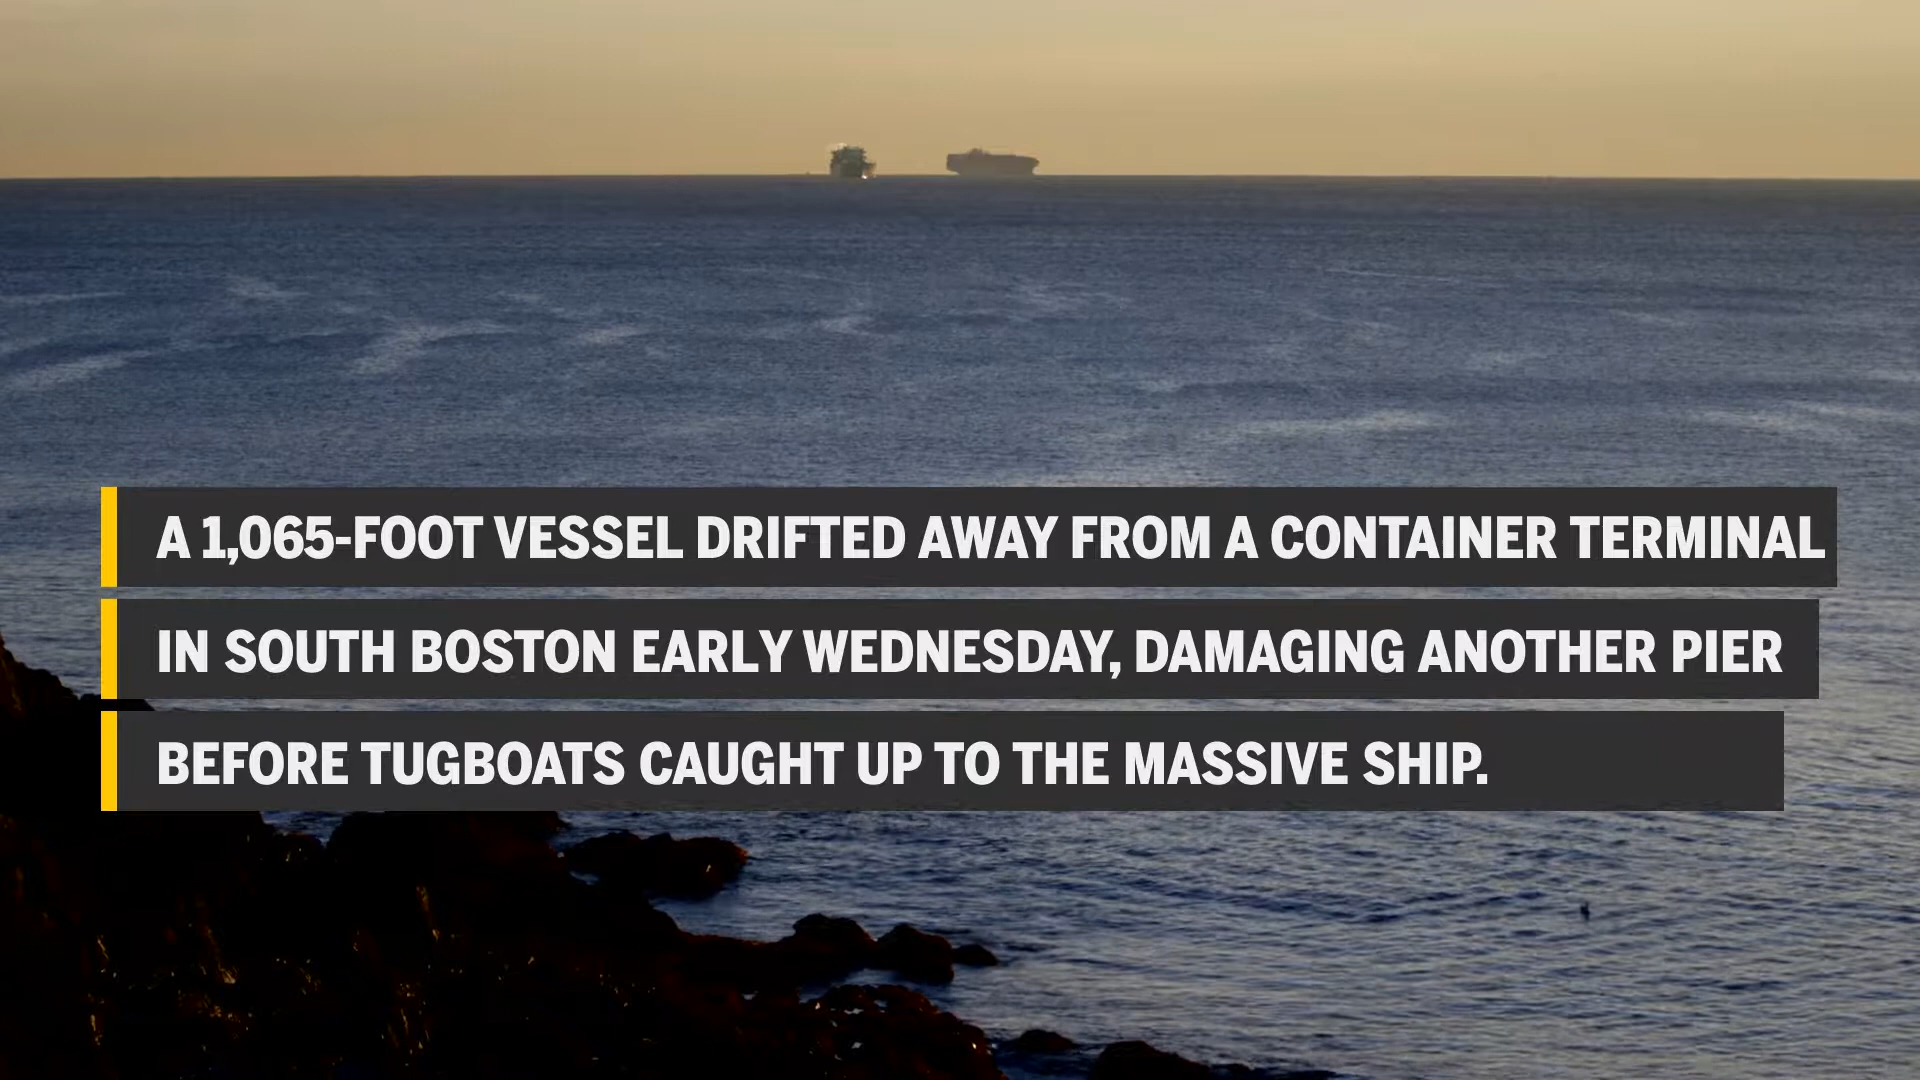 A 1,065-FOOT VESSEL DRIFTED AWAY FROM A CONTAINER TERMINAL
IN SOUTH BOSTON EARLY WEDNESDAY, DAMAGING ANOTHER PIER
BEFORE TUGBOATS CAUGHT UP TO THE MASSIVE SHIP.